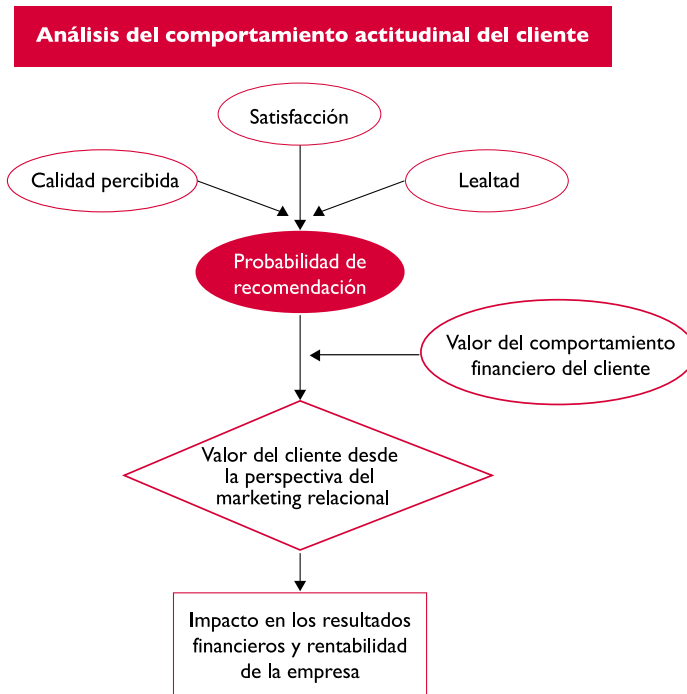 Análisis del comportamiento actitudinal del cliente
Satisfacción
Calidad percibida
Lealtad
Probabilidad de
recomendación
Valor del comportamiento
financiero del cliente
Valor del cliente desde
la perspectiva del
marketing relacional
Impacto en los resultados
financieros y rentabilidad
de la empresa